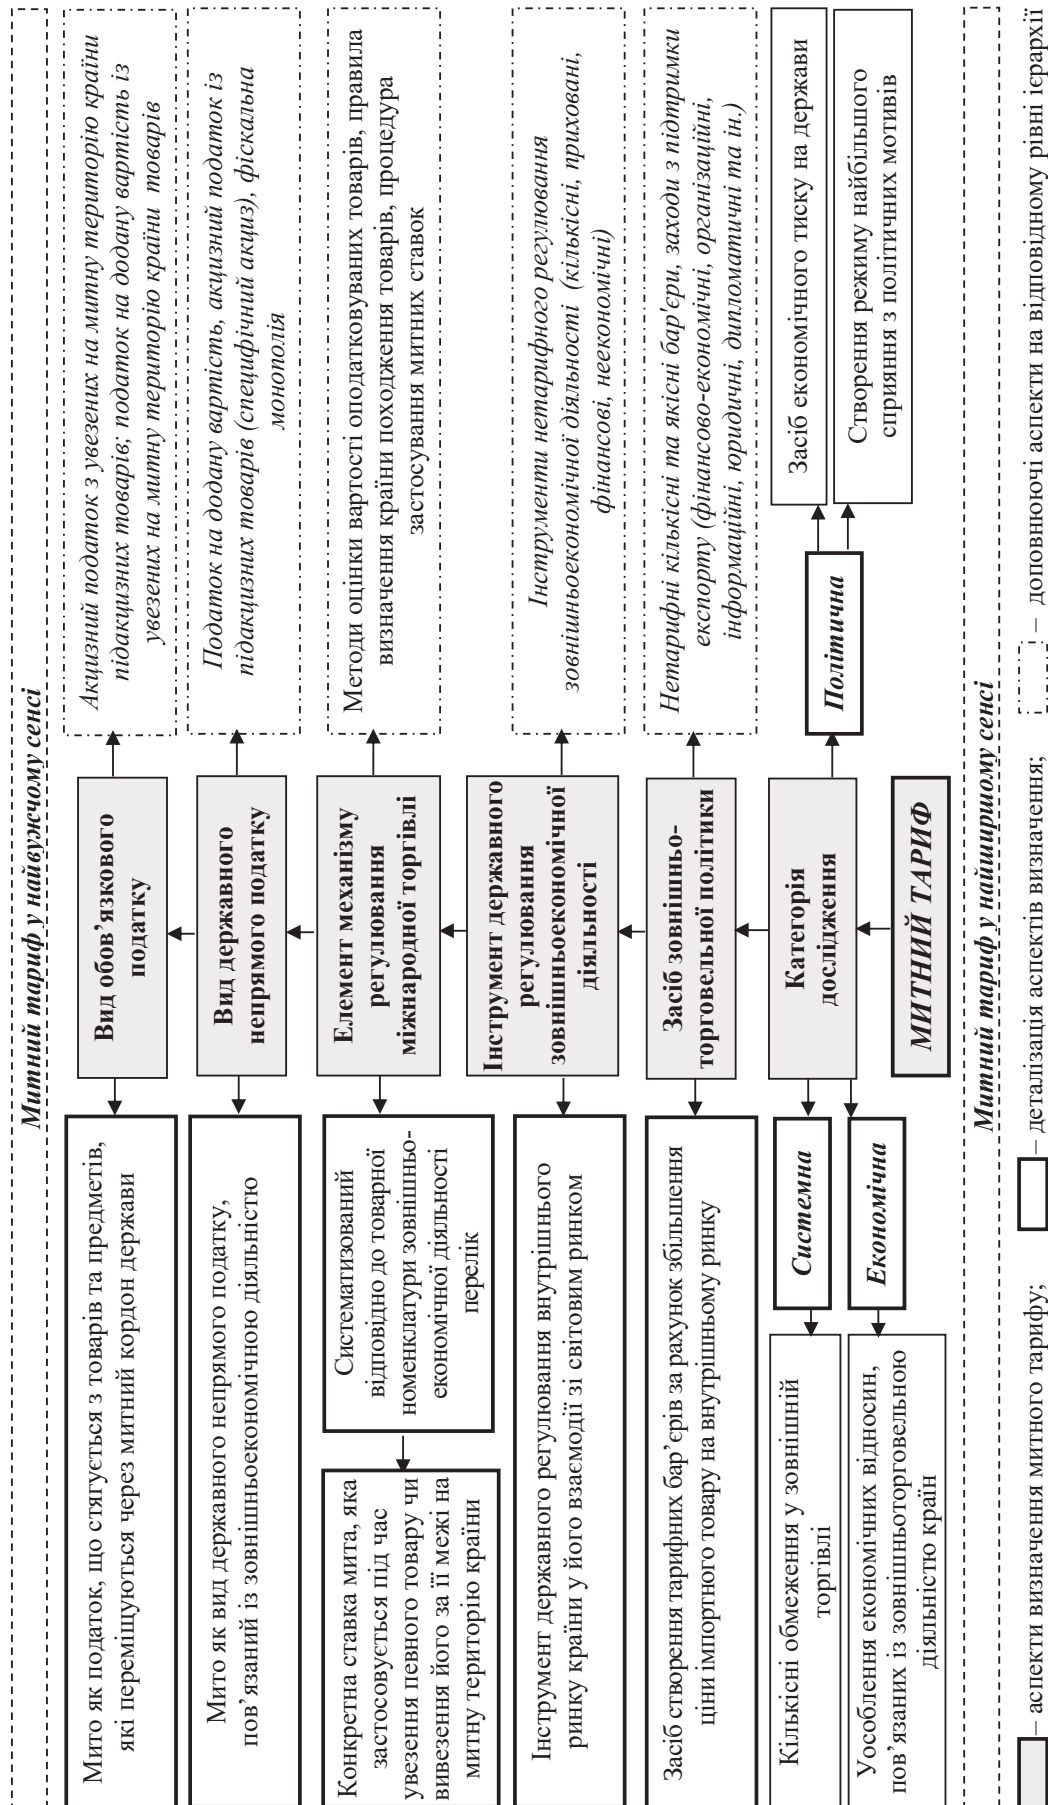 Митний тариф у найвужчому сенсі
Мито як податок, що стягується з товарів та предметів,
які переміщуються через митний кордон держави
Вид обов’язкового
податку
Акцизний податок з увезених на митну територію країни
підакцизних товарів; податок на додану вартість із
увезених на митну територію країни товарів
Мито як вид державного непрямого податку,
пов’язаний із зовнішньоекономічною діяльністю
Вид державного
непрямого податку
Податок на додану вартість, акцизний податок із
підакцизних товарів (специфічний акциз), фіскальна
монополія
Конкретна ставка мита, яка
застосовується під час
увезення певного товару чи
вивезення його за її межі на
митну територію країни
Систематизований
відповідно до товарної
номенклатури зовнішньо-
економічної діяльності
перелік
Елемент механізму
регулювання
міжнародної торгівлі
Методи оцінки вартості оподатковуваних товарів, правила
визначення країни походження товарів, процедура
застосування митних ставок
Інструмент державного регулювання внутрішнього
ринку країни у його взаємодії зі світовим ринком
Інструмент державного
регулювання
зовнішньоекономічної
діяльності
Інструменти нетарифного регулювання
зовнішньоекономічної діяльності (кількісні, приховані,
фінансові, неекономічні)
Засіб створення тарифних бар’єрів за рахунок збільшення
ціни імпортного товару на внутрішньому ринку
Засіб зовнішньо-
торговельної політики
Нетарифні кількісні та якісні бар'єри, заходи з підтримки
експорту (фінансово-економічні, організаційні,
інформаційні, юридичні, дипломатичні та ін.)
Кількісні обмеження у зовнішній
торгівлі
Системна
Категорія
дослідження
Політична
Засіб економічного тиску на держави
Уособлення економічних відносин,
пов’язаних із зовнішньоторговельною
діяльністю країн
Економічна
Створення режиму найбільшого
сприяння з політичних мотивів
МИТНИЙ ТАРИФ
Митний тариф у найширшому сенсі
– аспекти визначення митного тарифу; – деталізація аспектів визначення; – доповнюючі аспекти на відповідному рівні ієрархії